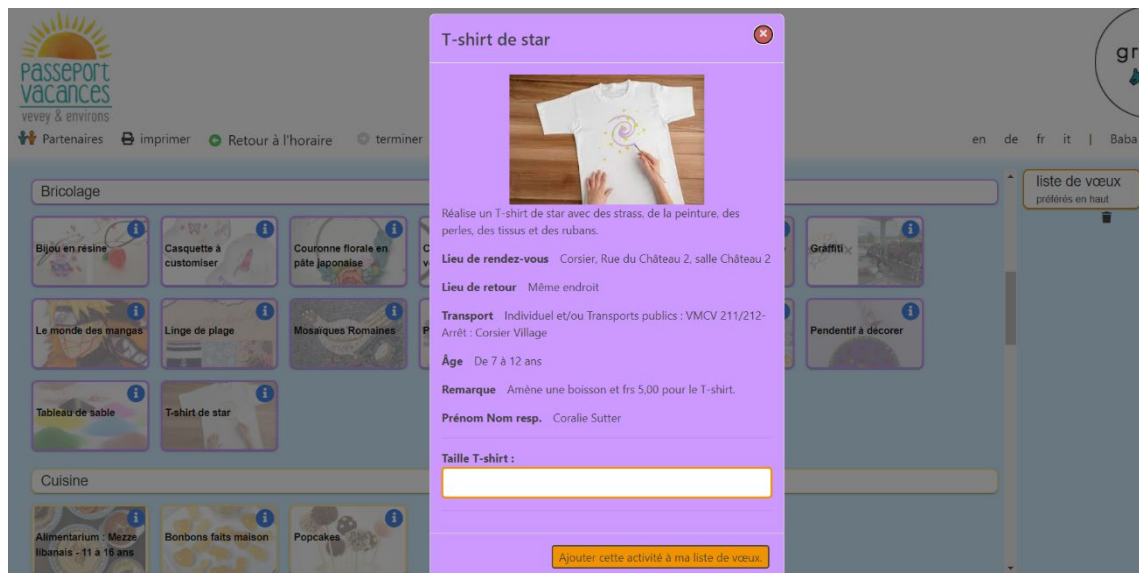 PASSEPORT
VACANCES
vevey & environs
gr
Partenaires imprimer Retour à l'horaire terminer
en de fr it | Baba
T-shirt de star
Réalise un T-shirt de star avec des strass, de la peinture, des
perles, des tissus et des rubans.
Lieu de rendez-vous Corsier, Rue du Château 2, salle Château 2
Lieu de retour Même endroit
Transport Individuel et/ou Transports publics : VMCV 211/212-
Arrêt : Corsier Village
Âge De 7 à 12 ans
Remarque Amène une boisson et frs 5,00 pour le T-shirt.
Prénom Nom resp. Coralie Sutter
Taille T-shirt :
Ajouter cette activité à ma liste de vœux.
Bricolage
Bijou en résine
Casquette à
customiser
Couronne florale en
pâte japonaise
Graffiti
Le monde des mangas
Linge de plage
Mosaïques Romaines
Pendentif à décorer
Tableau de sable
T-shirt de star
Cuisine
Alimentarium : Mezze
libanais - 11 à 16 ans
Bonbons faits maison
Popcakes
liste de vœux
préférés en haut